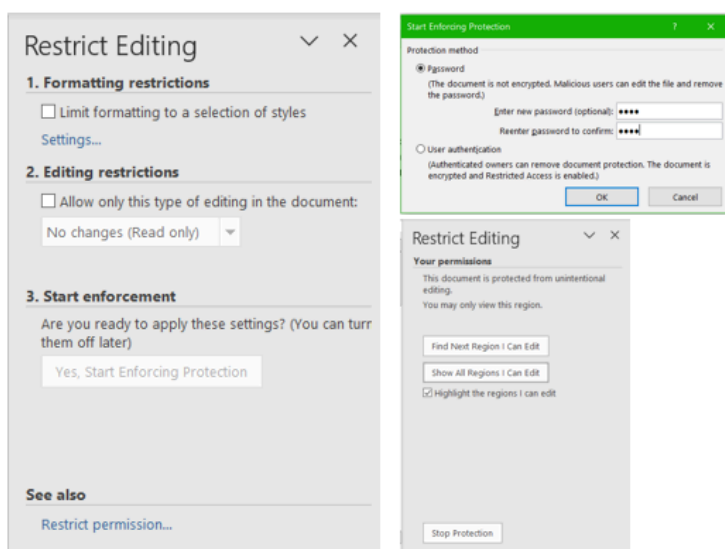 Restrict Editing
1. Formatting restrictions
Limit formatting to a selection of styles
Settings...
2. Editing restrictions
Allow only this type of editing in the document:
No changes (Read only)
3. Start enforcement
Are you ready to apply these settings? (You can turn
them off later)
Yes, Start Enforcing Protection
See also
Restrict permission...
Start Enforcing Protection
Protection method
Password
(The document is not encrypted. Malicious users can edit the file and remove
the password.)
Enter new password (optional): ••••
Reenter password to confirm: ••••
User authentication
(Authenticated owners can remove document protection. The document is
encrypted and Restricted Access is enabled.)
OK Cancel
Restrict Editing
Your permissions
This document is protected from unintentional
editing.
You may only view this region.
Find Next Region I Can Edit
Show All Regions I Can Edit
Highlight the regions I can edit
Stop Protection